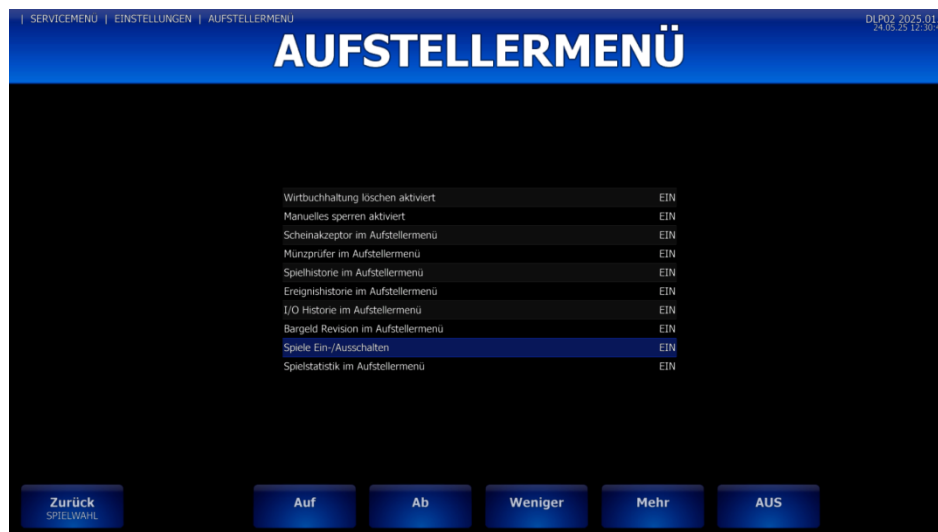 | SERVICEMENÜ | EINSTELLUNGEN | AUFSTELLERMENÜ
DLP02 2025.01
24.05.25 12:30:
AUFSTELLERMENÜ
Wirtbuchhaltung löschen aktiviert EIN
Manuelles sperren aktiviert EIN
Scheinakzeptor im Aufstellermenü EIN
Münzprüfer im Aufstellermenü EIN
Spielhistorie im Aufstellermenü EIN
Ereignishistorie im Aufstellermenü EIN
I/O Historie im Aufstellermenü EIN
Bargeld Revision im Aufstellermenü EIN
Spiele Ein-/Ausschalten EIN
Spielstatistik im Aufstellermenü EIN
Zurück Auf Ab Weniger Mehr AUS
SPIELWAHL